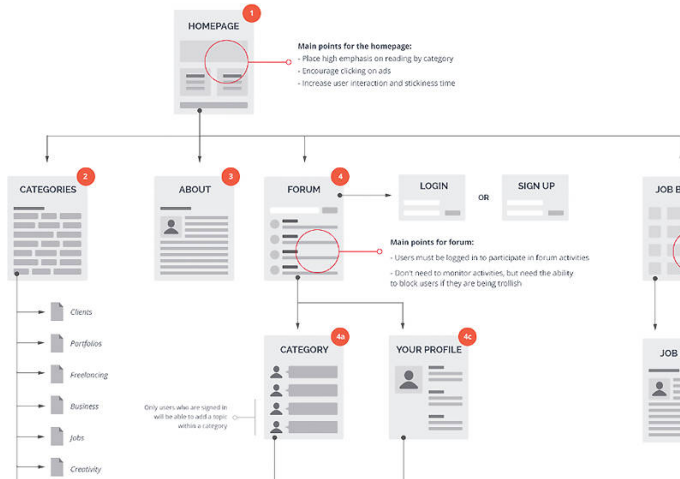 1
HOMEPAGE
Main points for the homepage:
- Place high emphasis on reading by category
- Encourage clicking on ads
- Increase user interaction and stickiness time
2
CATEGORIES
3
ABOUT
4
FORUM
LOGIN
OR
SIGN UP
JOB B
Main points for forum:
- Users must be logged in to participate in forum activities
- Don't need to monitor activities, but need the ability
to block users if they are being trollish
Clients
Portfolios
Freelancing
Business
Jobs
Creativity
4a
CATEGORY
4c
YOUR PROFILE
JOB
Only users who are signed in
will be able to add a topic
within a category